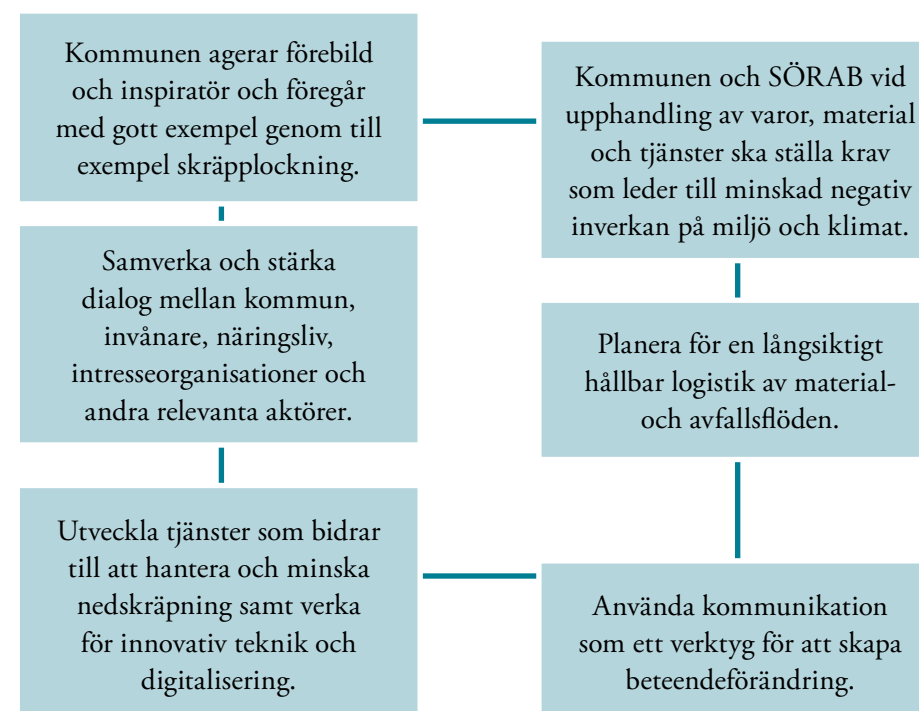 Kommunen agerar förebild
och inspiratör och föregår
med gott exempel genom till
exempel skräpplockning.
Kommunen och SÖRAB vid
upphandling av varor, material
och tjänster ska ställa krav
som leder till minskad negativ
inverkan på miljö och klimat.
Samverka och stärka
dialog mellan kommun,
invånare, näringsliv,
intresseorganisationer och
andra relevanta aktörer.
Planera för en långsiktigt
hållbar logistik av material-
och avfallsflöden.
Utveckla tjänster som bidrar
till att hantera och minska
nedskräpning samt verka
för innovativ teknik och
digitalisering.
Använda kommunikation
som ett verktyg för att skapa
beteendeförändring.